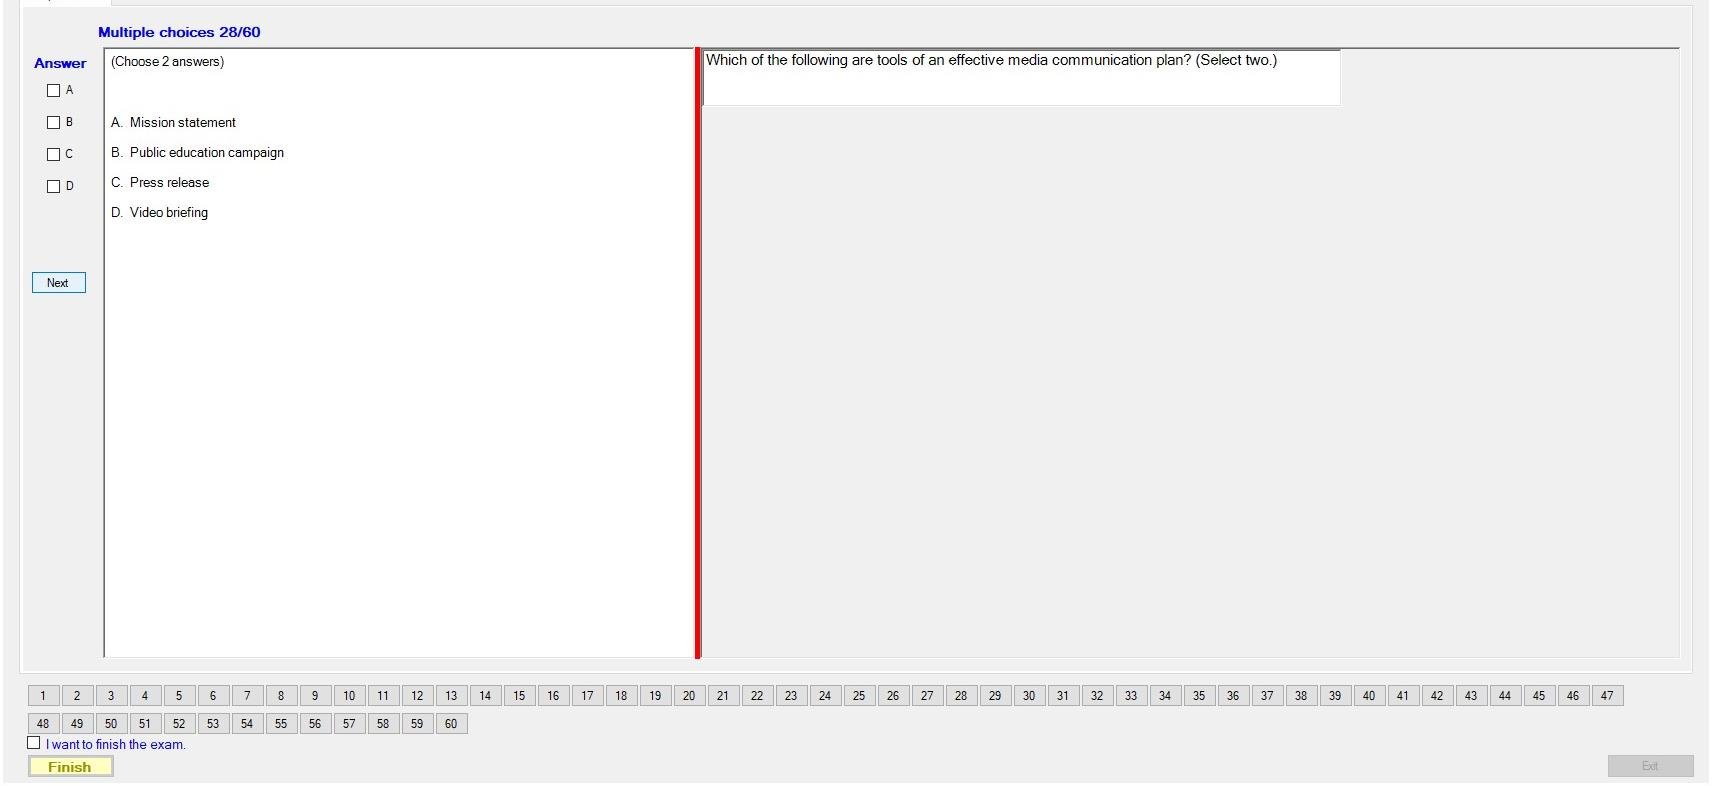 Multiple choices 28/60
Answer
A
B
C
D
Next
(Choose 2 answers)
A. Mission statement
B. Public education campaign
C. Press release
D. Video briefing
Which of the following are tools of an effective media communication plan? (Select two.)
1 2 3 4 5 6 7 8 9 10 11 12 13 14 15 16 17 18 19 20 21 22 23 24 25 26 27 28 29 30 31 32 33 34 35 36 37 38 39 40 41 42 43 44 45 46 47
48 49 50 51 52 53 54 55 56 57 58 59 60
I want to finish the exam.
Finish
Exit